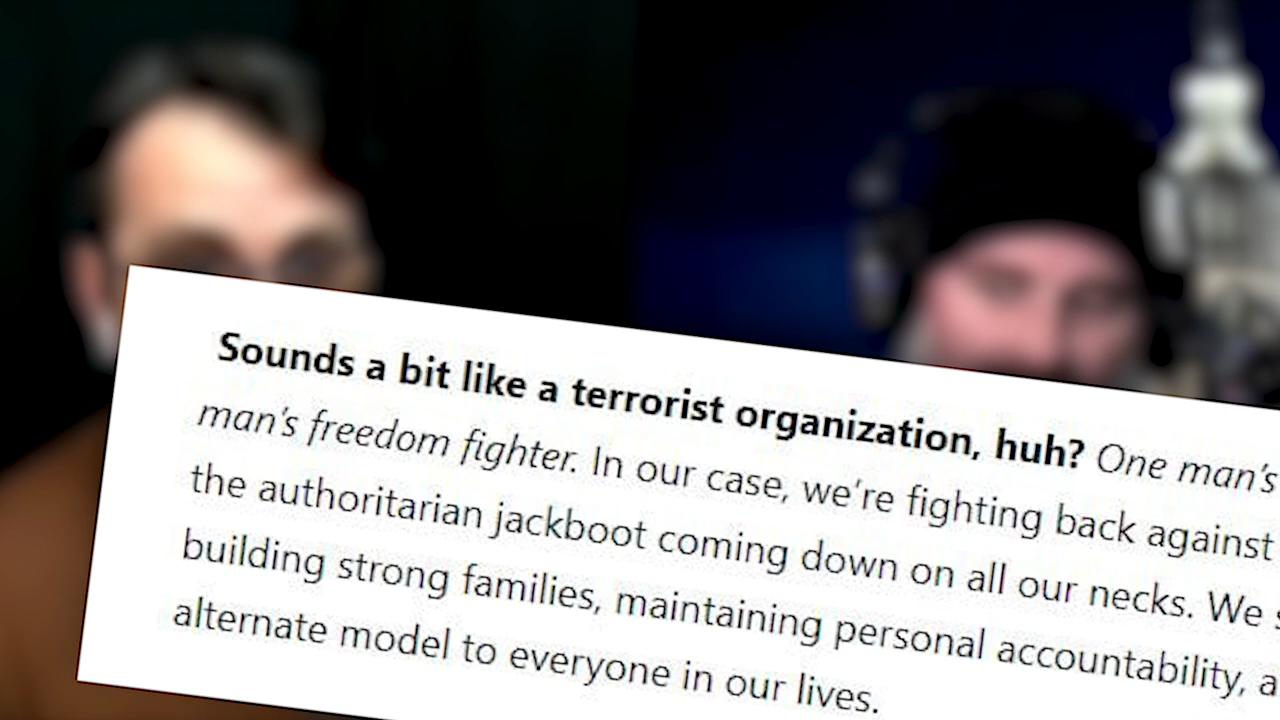 Sounds a bit like a terrorist organization, huh? One man's
man's freedom fighter. In our case, we're fighting back against
the authoritarian jackboot coming down on all our necks. We
building strong families, maintaining personal accountability,
alternate model to everyone in our lives.